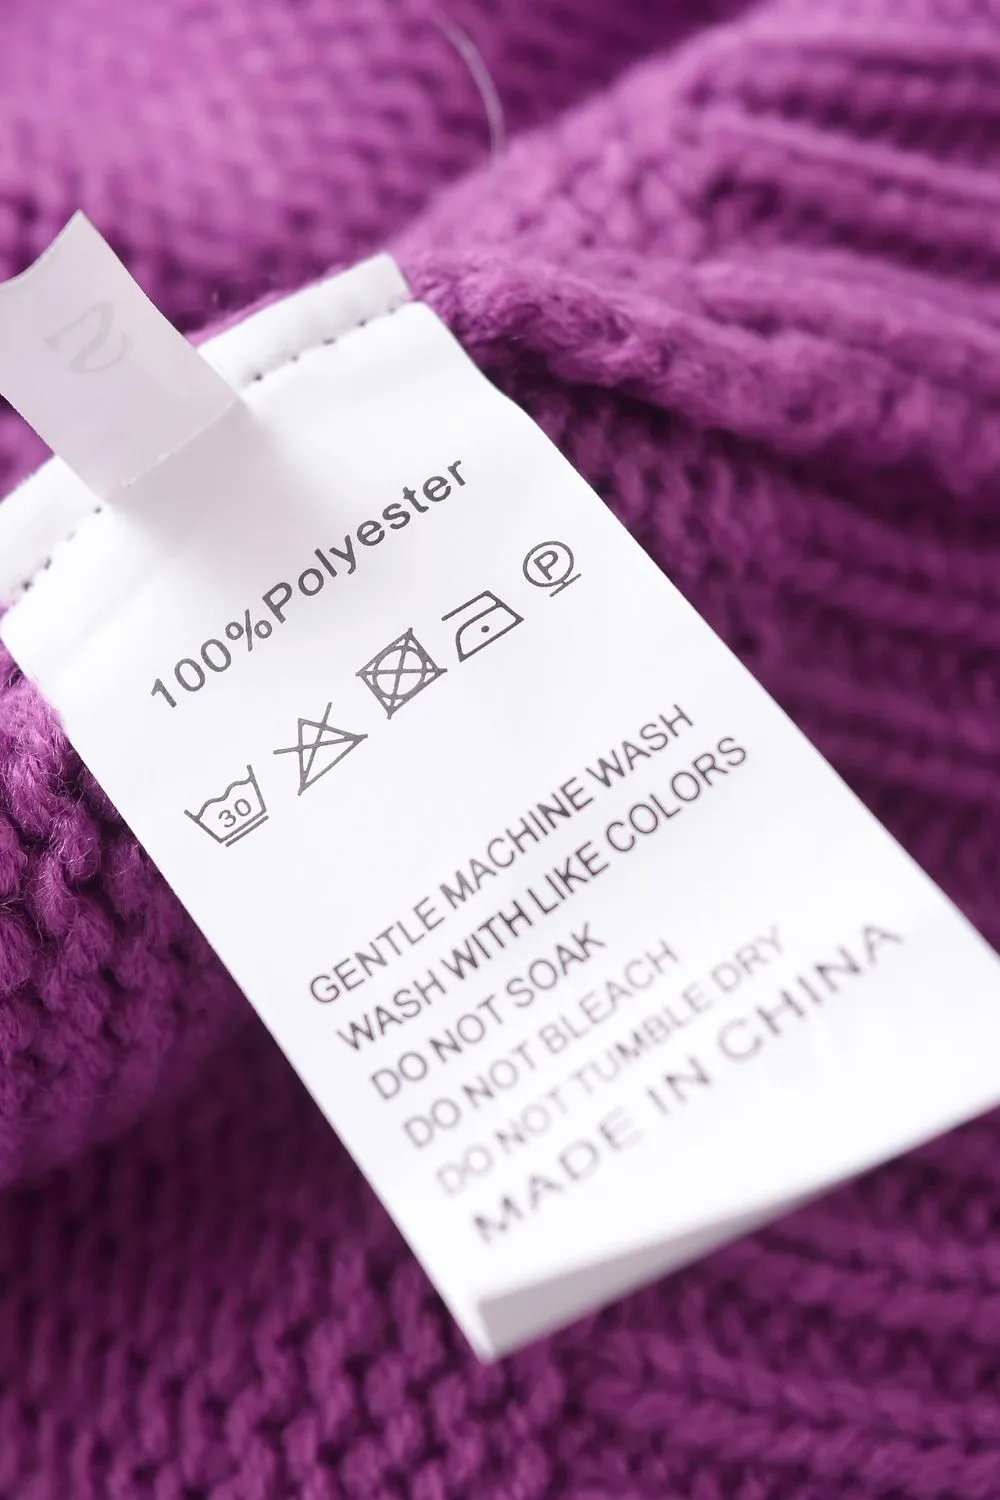 100%Polyester
30
P
GENTLE MACHINE WASH
WASH WITH LIKE COLORS
DO NOT SOAK
DO NOT BLEACH
DO NOT TUMBLE DRY
MADE IN CHINA